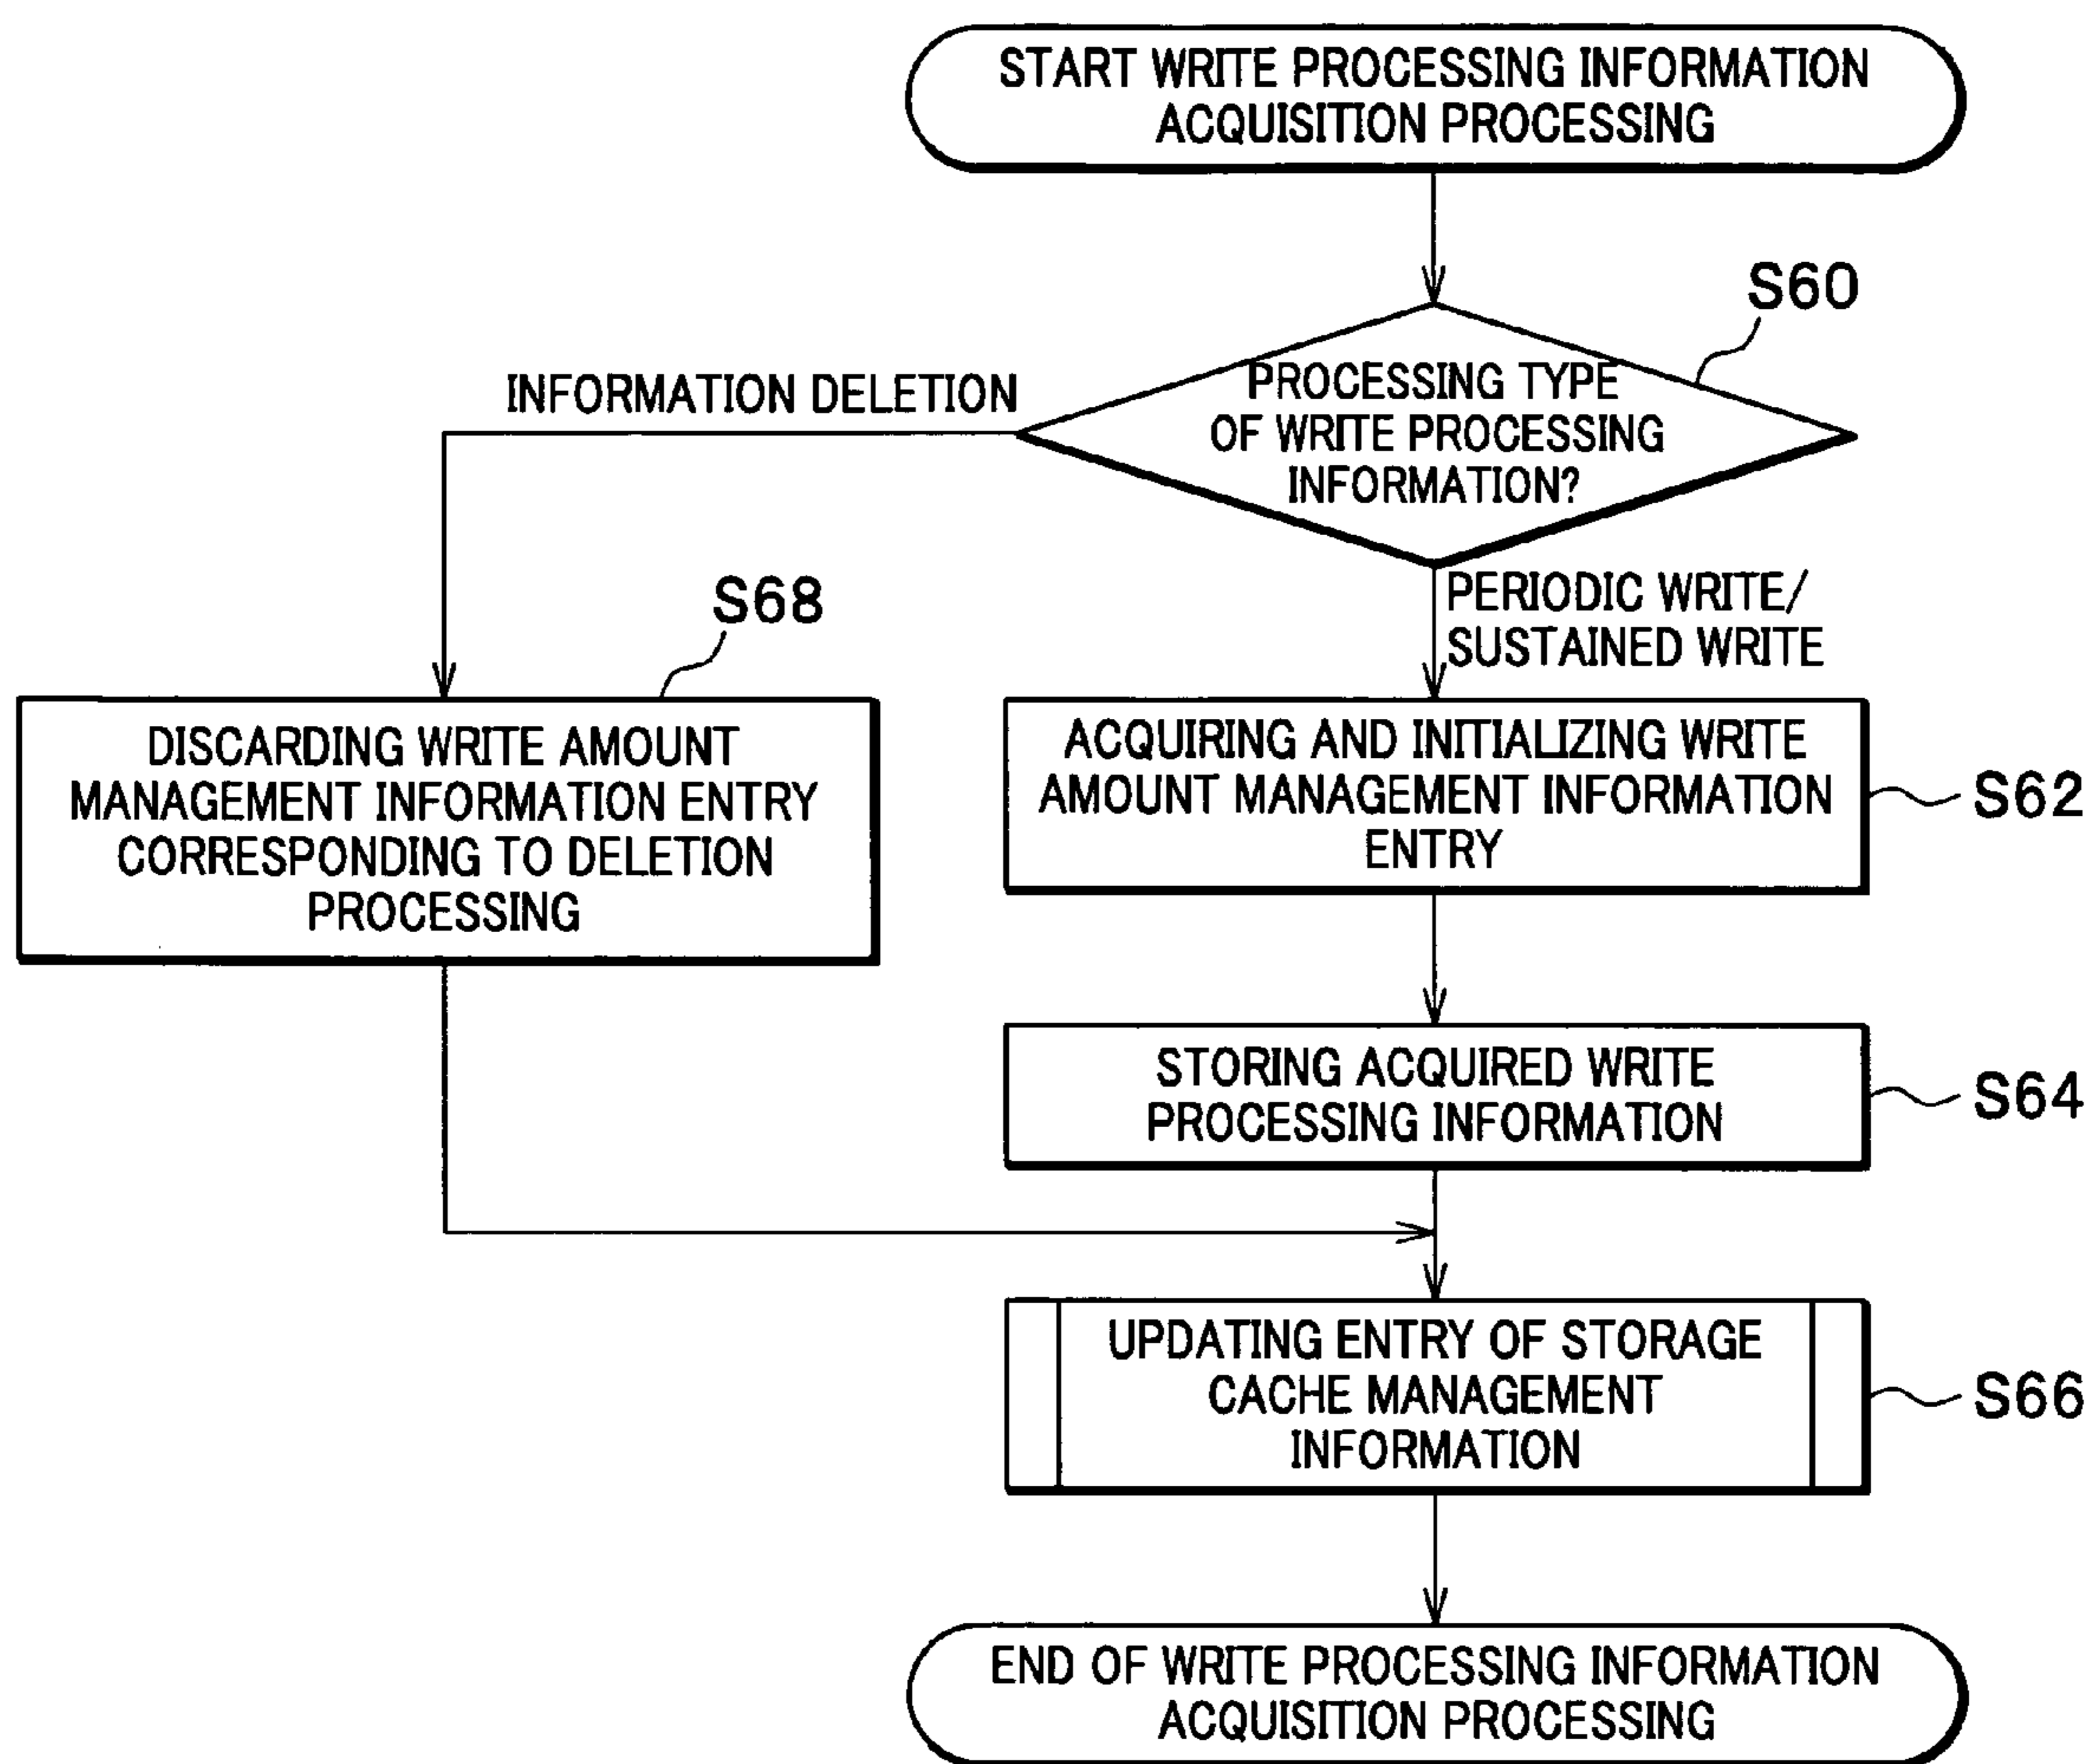 START WRITE PROCESSING INFORMATION
ACQUISITION PROCESSING
S60
INFORMATION DELETION
PROCESSING TYPE
OF WRITE PROCESSING
INFORMATION?
PERIODIC WRITE/
SUSTAINED WRITE
S68
DISCARDING WRITE AMOUNT
MANAGEMENT INFORMATION ENTRY
CORRESPONDING TO DELETION
PROCESSING
ACQUIRING AND INITIALIZING WRITE
AMOUNT MANAGEMENT INFORMATION
ENTRY
S62
STORING ACQUIRED WRITE
PROCESSING INFORMATION
S64
UPDATING ENTRY OF STORAGE
CACHE MANAGEMENT
INFORMATION
S66
END OF WRITE PROCESSING INFORMATION
ACQUISITION PROCESSING